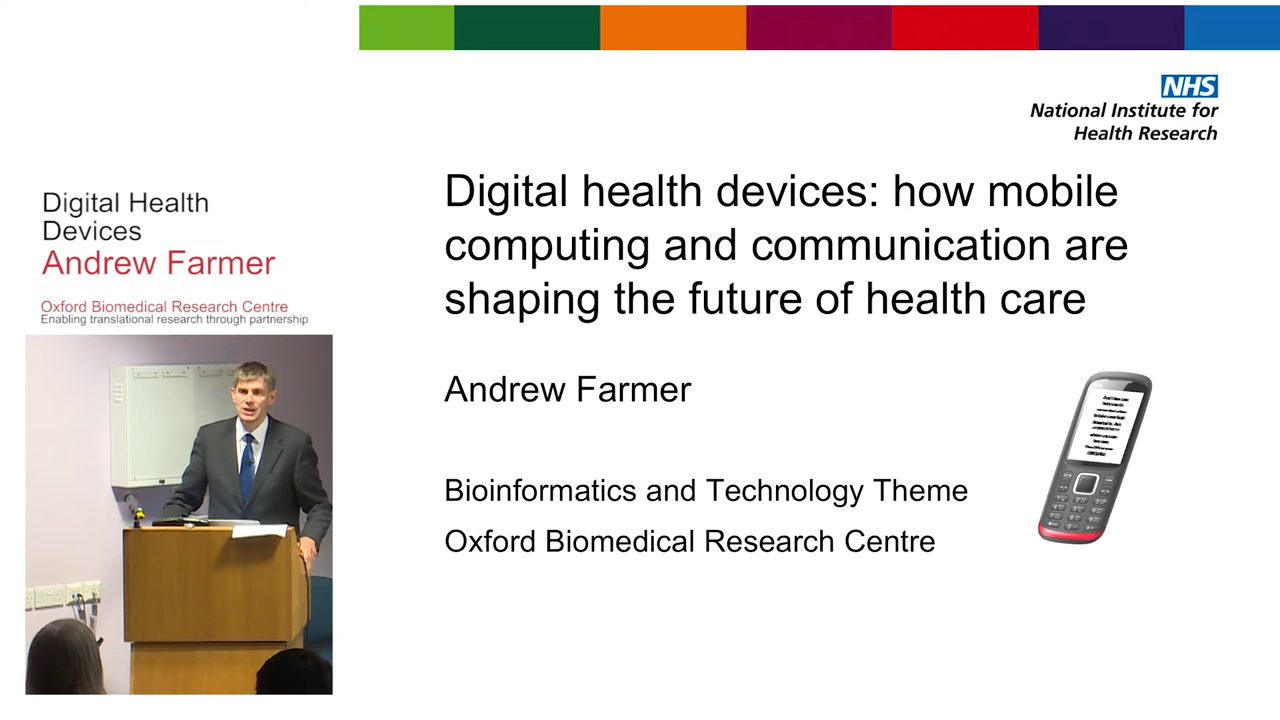 NHS
National Institute for
Health Research
Digital Health
Devices
Andrew Farmer
Oxford Biomedical Research Centre
Enabling translational research through partnership
Digital health devices: how mobile
computing and communication are
shaping the future of health care
Andrew Farmer
Bioinformatics and Technology Theme
Oxford Biomedical Research Centre